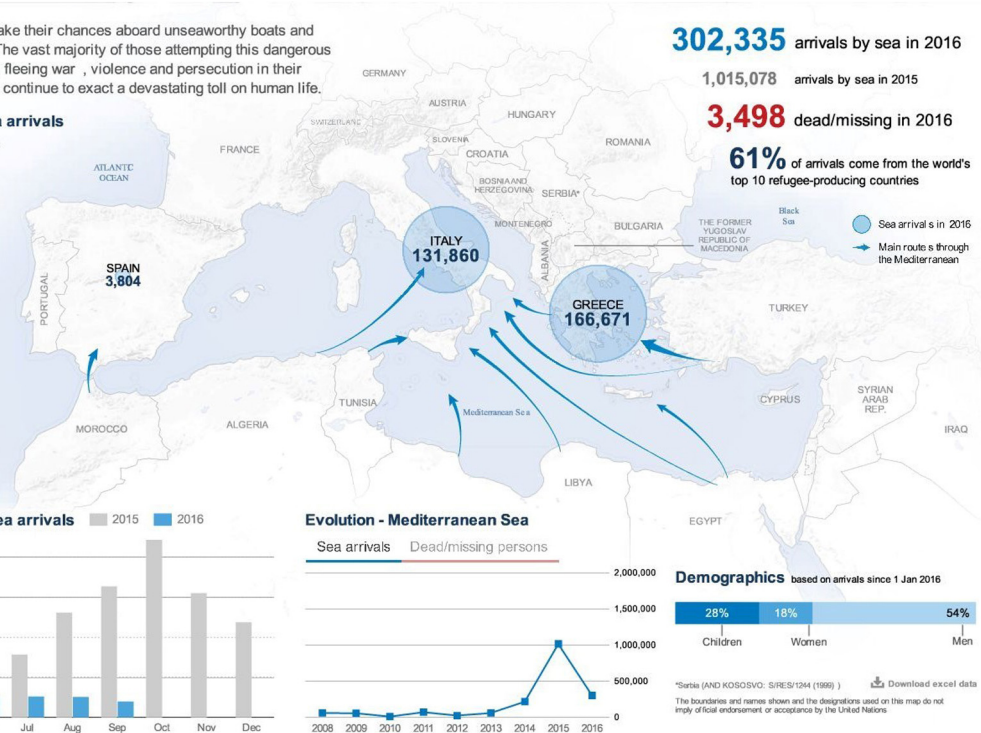 ake their chances aboard unseaworthy boats and
The vast majority of those attempting this dangerous
fleeing war , violence and persecution in their
continue to exact a devastating toll on human life.
a arrivals
302,335 arrivals by sea in 2016
1,015,078 arrivals by sea in 2015
3,498 dead/missing in 2016
61% of arrivals come from the world's
top 10 refugee-producing countries
Sea arrival s in 2016
Main route s through
the Mediterranean
GERMANY
AUSTRIA
HUNGARY
SWITZERLAND
SLOVENIA
ROMANIA
FRANCE
CROATIA
ATLANTIC
OCEAN
BOSNIA AND
HERZEGOVINA
SERBIA*
Black
Sea
MONTENEGRO
BULGARIA
THE FORMER
YUGOSLAV
REPUBLIC OF
MACEDONIA
ALBANIA
ITALY
131,860
SPAIN
3,804
PORTUGAL
GREECE
166,671
TURKEY
CYPRUS
SYRIAN
ARAB
REP.
IRAQ
TUNISIA
Mediterranean Se a
MOROCCO
ALGERIA
LIBYA
EGYPT
ea arrivals
2015
2016
Jul Aug Sep Oct Nov Dec
Evolution - Mediterranean Sea
Sea arrivals Dead/missing persons
2,000,000
1,500,000
1,000,000
500,000
0
2008 2009 2010 2011 2012 2013 2014 2015 2016
Demographics based on arrivals since 1 Jan 2016
28% 18% 54%
Children Women Men
*Serbia (AND KOSOSVO: S/RES/1244 (1999) )
Download excel data
The boundaries and names shown and the designations used on this map do not
imply of ficial endorsement or acceptance by the United Nations